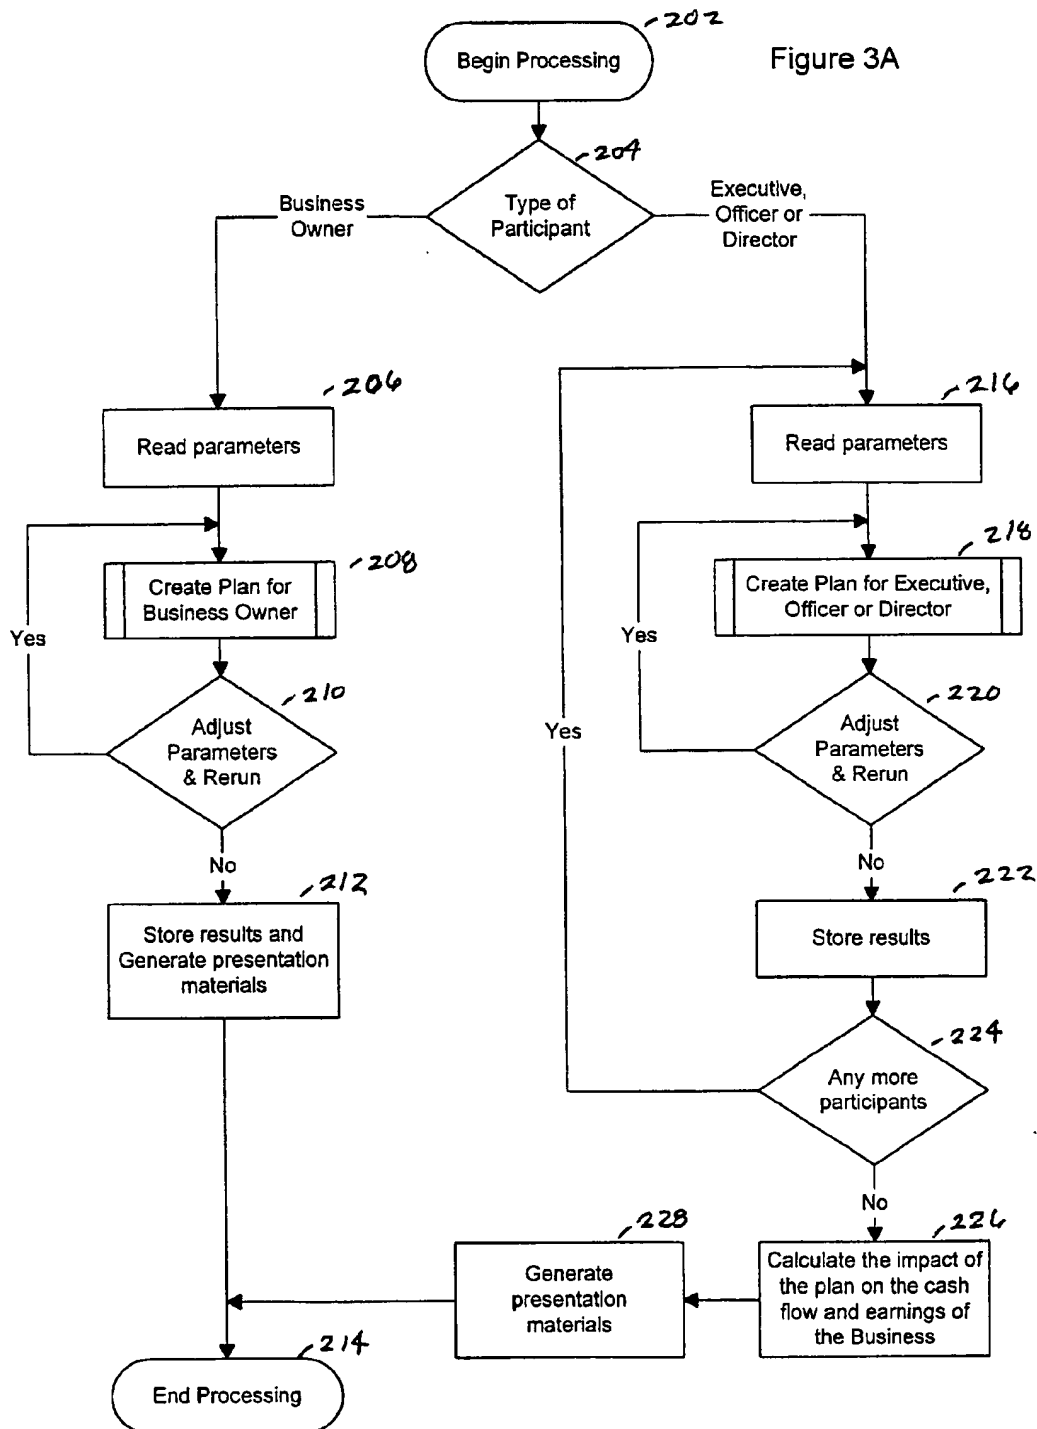 202
Begin Processing
Figure 3A
204
Type of
Participant
Business
Owner
Executive,
Officer or
Director
206
Read parameters
216
Read parameters
208
Create Plan for
Business Owner
Yes
218
Create Plan for Executive,
Officer or Director
Yes
210
Adjust
Parameters
& Rerun
220
Adjust
Parameters
& Rerun
Yes
No
No
212
Store results and
Generate presentation
materials
222
Store results
224
Any more
participants
No
228
Generate
presentation
materials
226
Calculate the impact of
the plan on the cash
flow and earnings of
the Business
214
End Processing